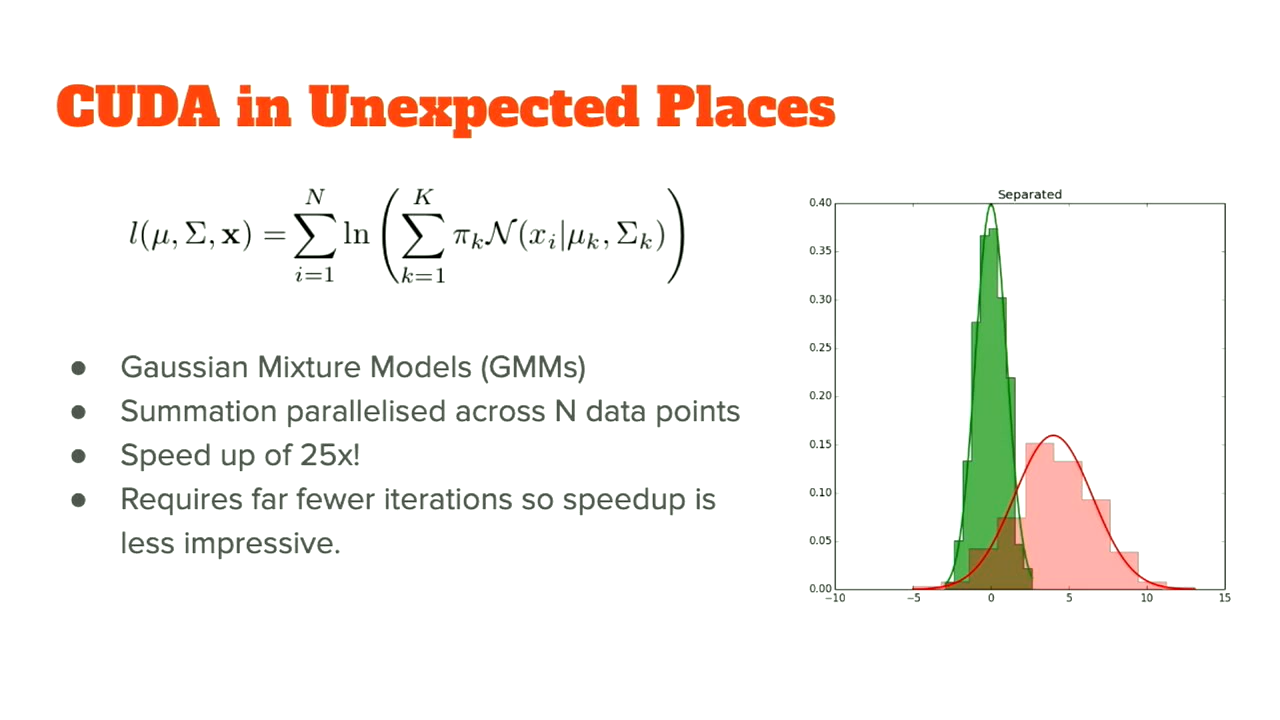 CUDA in Unexpected Places
l(μ, Σ, x) = ∑_{i=1}^{N} ln ( ∑_{k=1}^{K} π_k 𝒩(x_i|μ_k, Σ_k) )
● Gaussian Mixture Models (GMMs)
● Summation parallelised across N data points
● Speed up of 25x!
● Requires far fewer iterations so speedup is
less impressive.
Separated
0.40
0.35
0.30
0.25
0.20
0.15
0.10
0.05
0.00
−10 −5 0 5 10 15